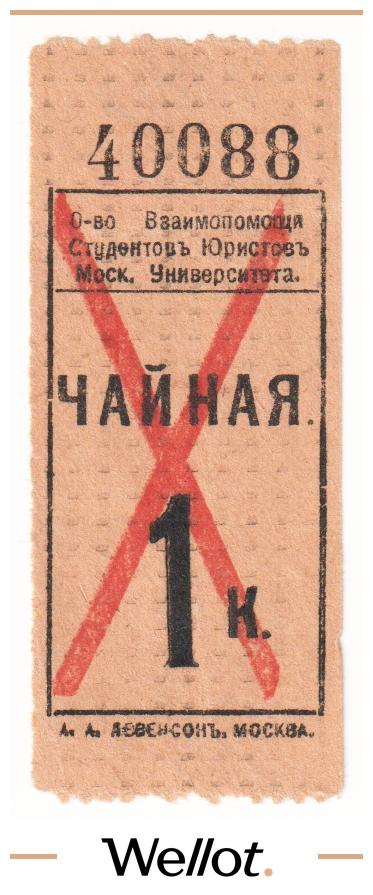 40088
О-во Взаимопомощи
Студентовъ Юристовъ
Моск. Университета.
ЧАЙНАЯ.
1 к.
А. А. ЛЕВЕНСОНЪ, МОСКВА.
Wellot.